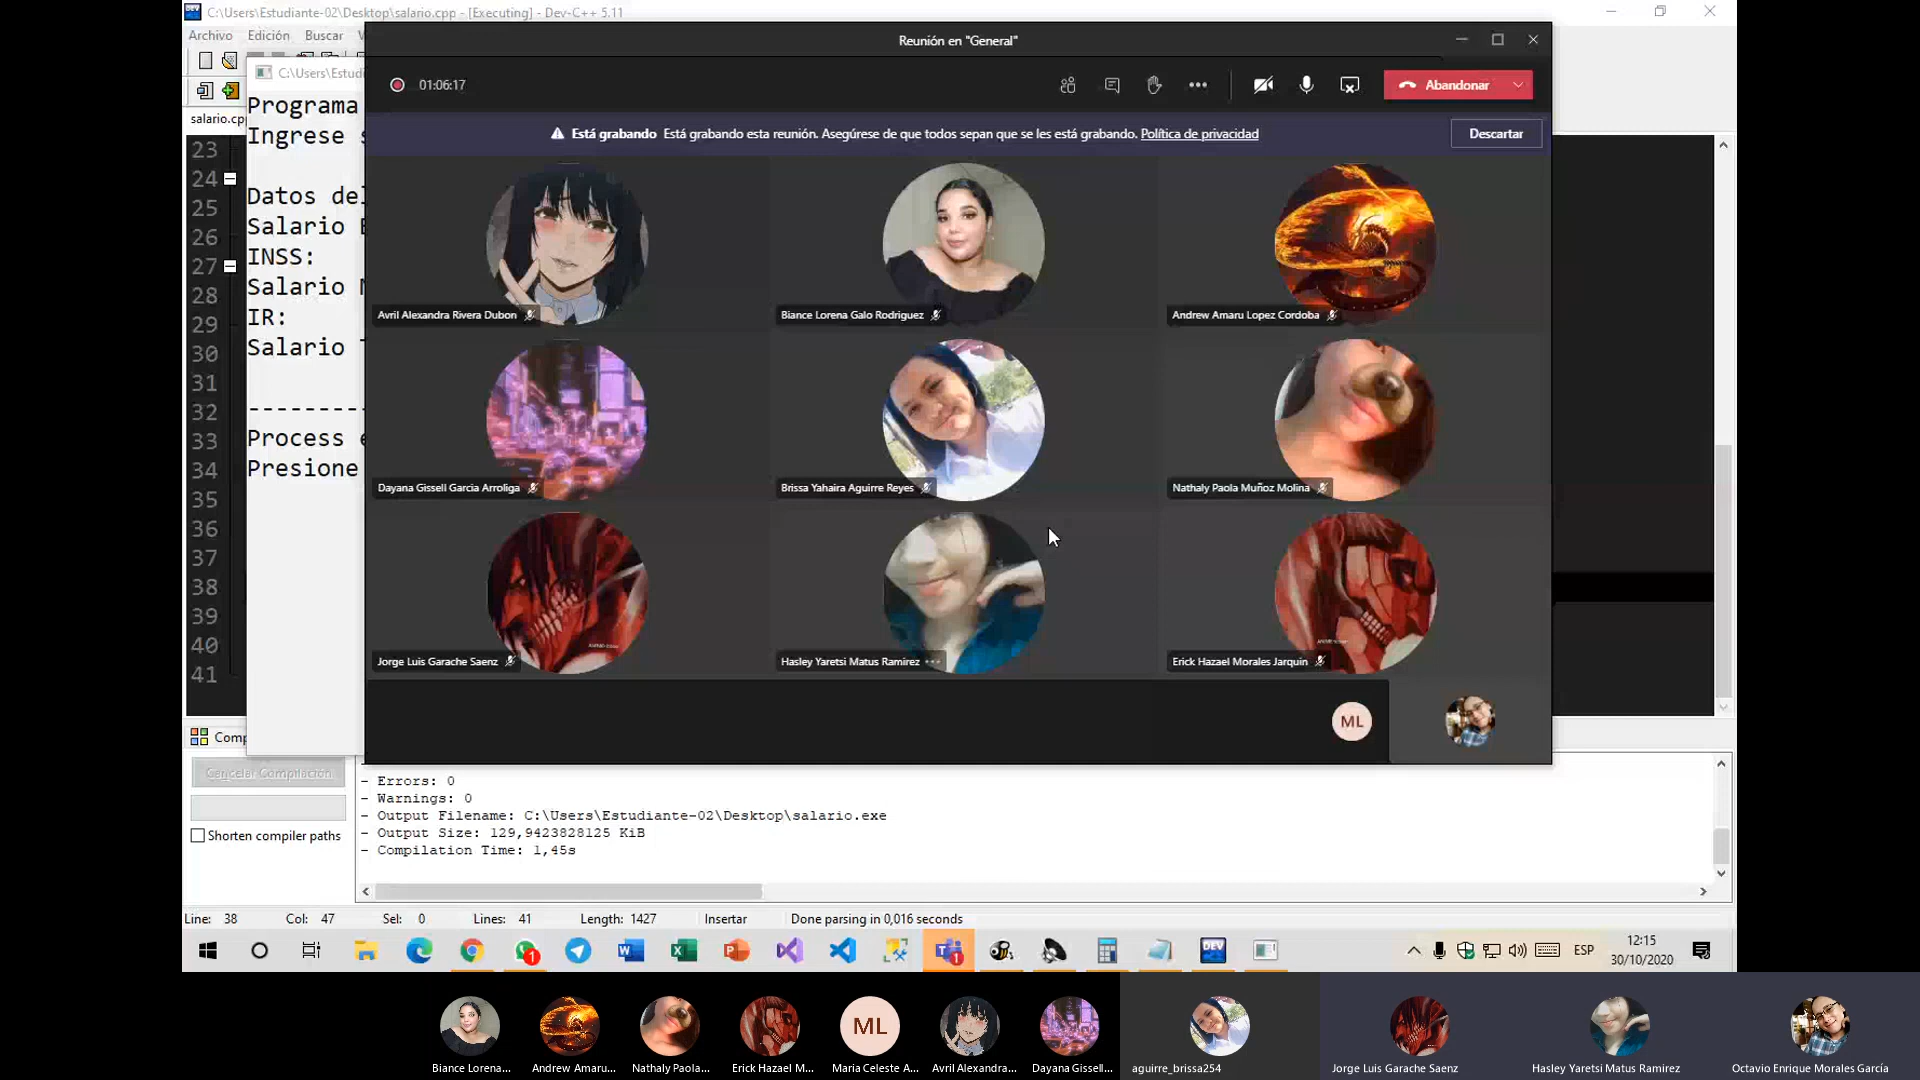 C:\Users\Estudiante-02\Desktop\salario.cpp - [Executing] - Dev-C++ 5.11
Archivo Edición Buscar
Reunión en "General"
C:\Users\Estudi
01:06:17
Abandonar
Está grabando Está grabando esta reunión. Asegúrese de que todos sepan que se les está grabando. Política de privacidad
Descartar
salario.cp
Programa
Ingrese
Datos del
Salario
INSS:
Salario
IR:
Salario
Process
Presione
23
24
25
26
27
28
29
30
31
32
33
34
35
36
37
38
39
40
41
Avril Alexandra Rivera Dubon
Biance Lorena Galo Rodriguez
Andrew Amaru Lopez Cordoba
Dayana Gissell Garcia Arroliga
Brissa Yahaira Aguirre Reyes
Nathaly Paola Muñoz Molina
Jorge Luis Garache Saenz
Hasley Yaretsi Matus Ramirez
Erick Hazael Morales Jarquin
ML
Comp
Cancelar Compilación
Shorten compiler paths
- Errors: 0
- Warnings: 0
- Output Filename: C:\Users\Estudiante-02\Desktop\salario.exe
- Output Size: 129,9423828125 KiB
- Compilation Time: 1,45s
Line: 38 Col: 47 Sel: 0 Lines: 41 Length: 1427 Insertar Done parsing in 0,016 seconds
1
1
DEV
ESP
12:15
30/10/2020
ML
Biance Lorena...
Andrew Amaru...
Nathaly Paola...
Erick Hazael M...
Maria Celeste A...
Avril Alexandra...
Dayana Gissell...
aguirre_brissa254
Jorge Luis Garache Saenz
Hasley Yaretsi Matus Ramirez
Octavio Enrique Morales García